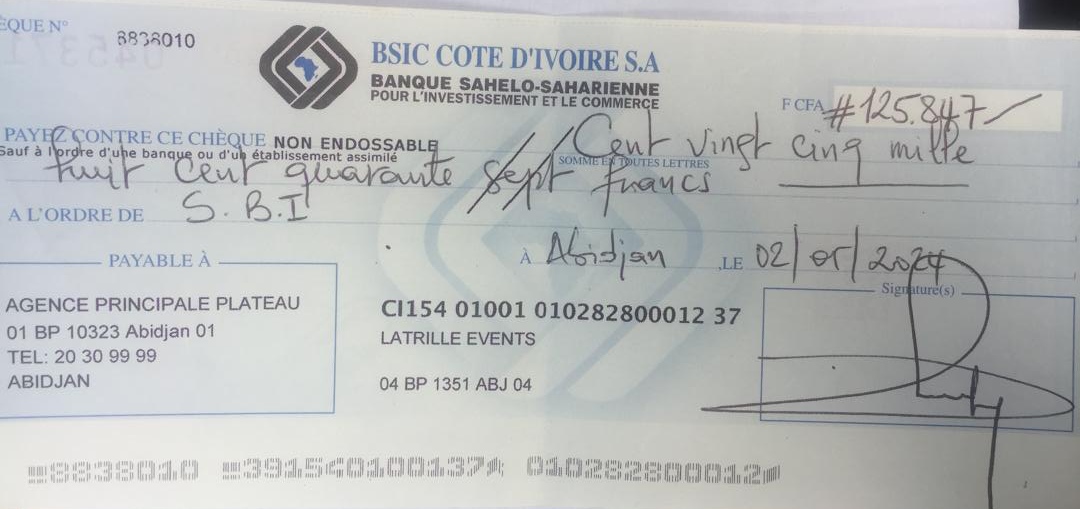 ÈQUE N° 8838010
BSIC COTE D'IVOIRE S.A
BANQUE SAHELO-SAHARIENNE
POUR L'INVESTISSEMENT ET LE COMMERCE
F CFA #125.847/
PAYEZ CONTRE CE CHÈQUE NON ENDOSSABLE
Sauf à l'ordre d'une banque ou d'un établissement assimilé
Cent vingt cinq mille
SOMME EN TOUTES LETTRES
huit cent quarante sept francs
A L'ORDRE DE S.B.I
À Abidjan .LE 02/01/2024
PAYABLE À
Signature(s)
AGENCE PRINCIPALE PLATEAU
01 BP 10323 Abidjan 01
TEL: 20 30 99 99
ABIDJAN
CI154 01001 010282800012 37
LATRILLE EVENTS
04 BP 1351 ABJ 04
8838010 391540100137 010282800012